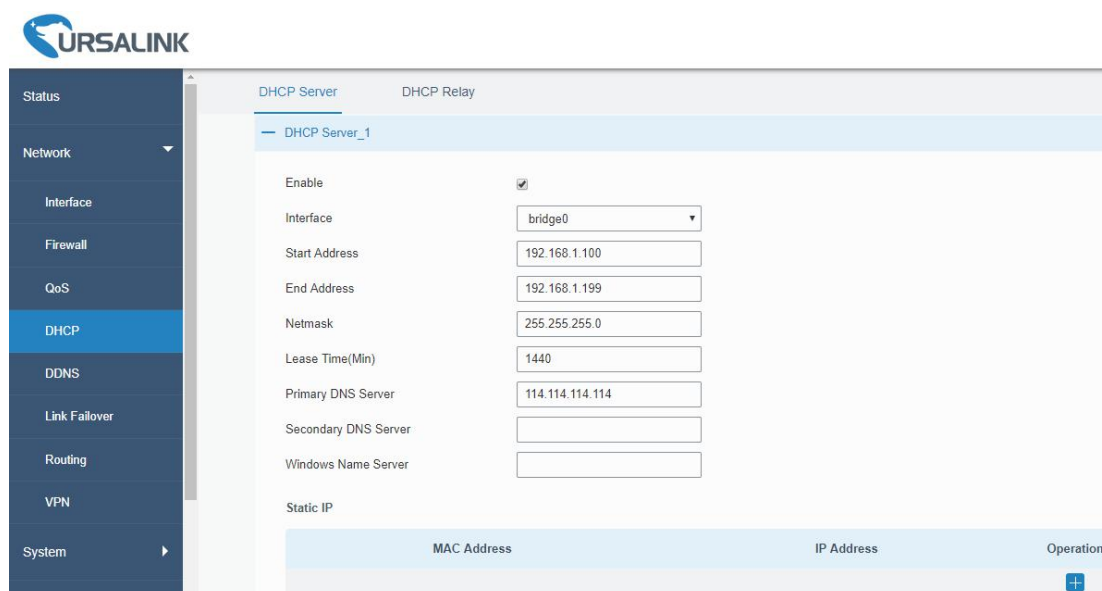 URSALINK
Status
DHCP Server DHCP Relay
DHCP Server_1
Network
Enable
Interface
Interface bridge0
Firewall
Start Address 192.168.1.100
QoS
End Address 192.168.1.199
DHCP
Netmask 255.255.255.0
DDNS
Lease Time(Min) 1440
Primary DNS Server 114.114.114.114
Link Failover
Secondary DNS Server
Routing
Windows Name Server
VPN
Static IP
System
MAC Address IP Address Operation